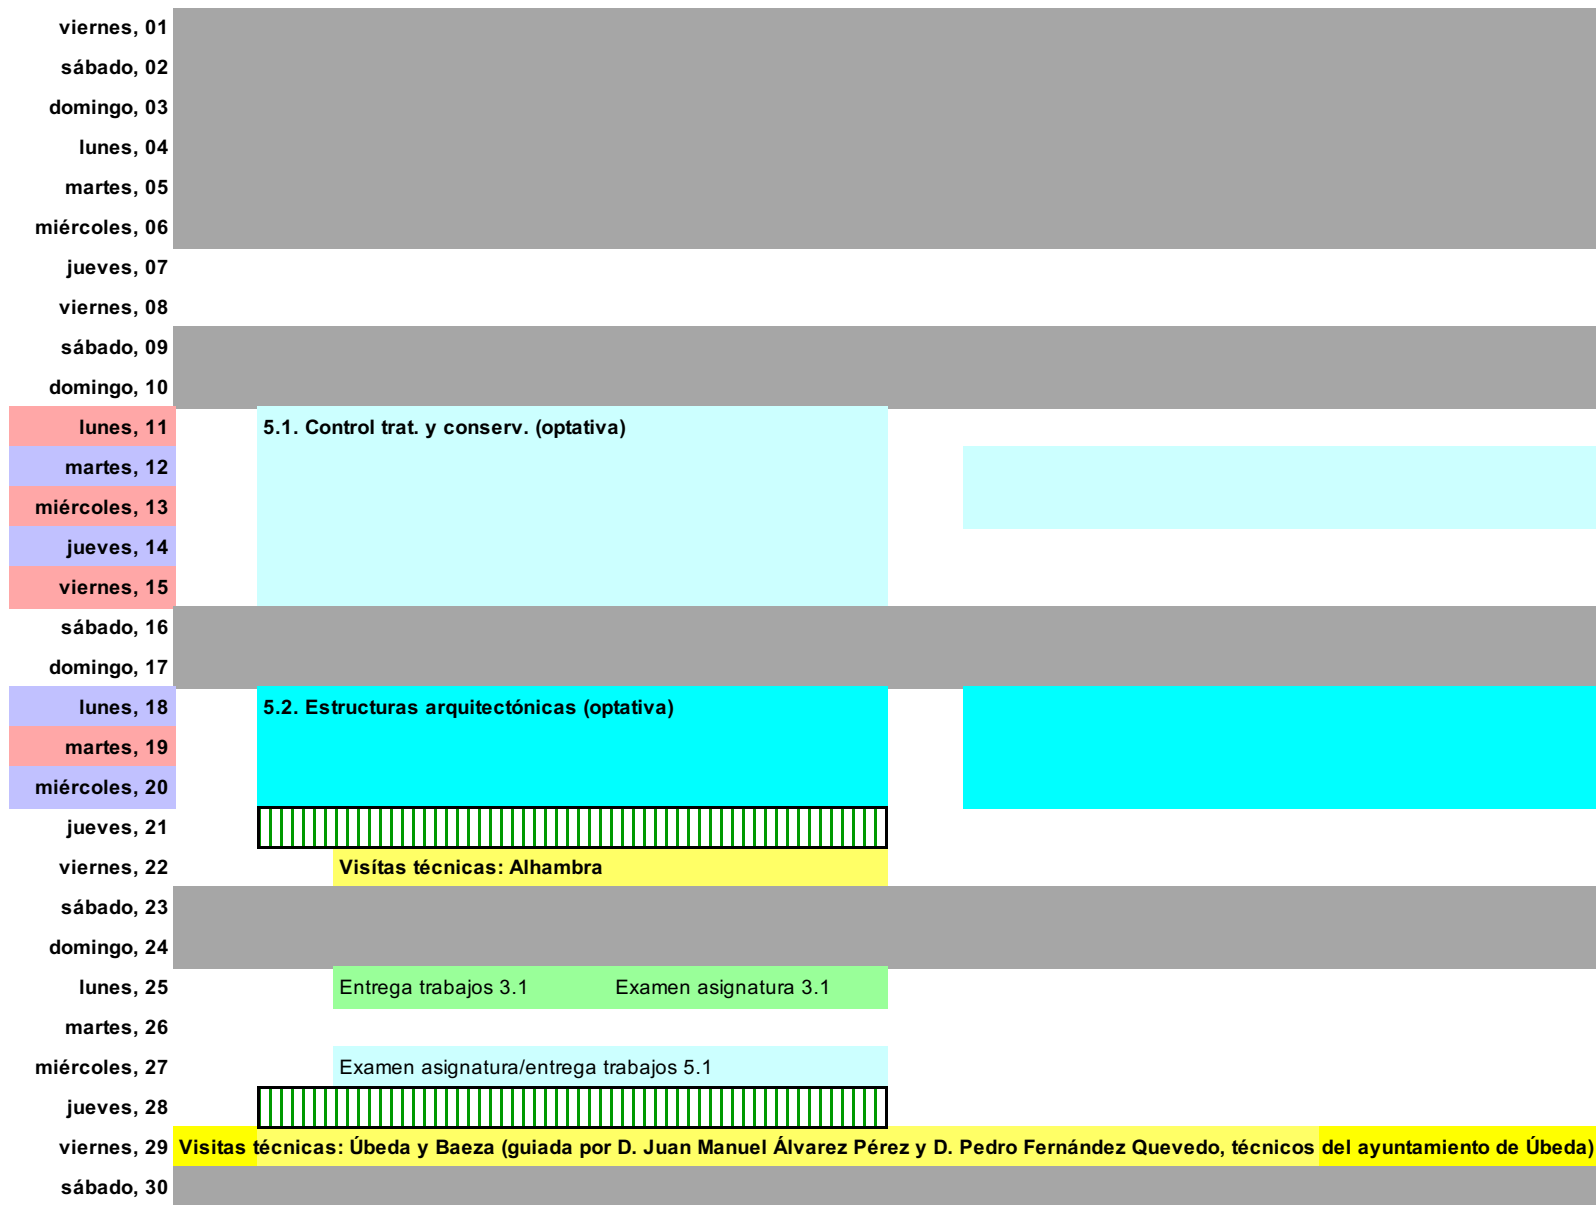 viernes, 01
sábado, 02
domingo, 03
lunes, 04
martes, 05
miércoles, 06
jueves, 07
viernes, 08
sábado, 09
domingo, 10
lunes, 11 5.1. Control trat. y conserv. (optativa)
martes, 12
miércoles, 13
jueves, 14
viernes, 15
sábado, 16
domingo, 17
lunes, 18 5.2. Estructuras arquitectónicas (optativa)
martes, 19
miércoles, 20
jueves, 21
viernes, 22 Visítas técnicas: Alhambra
sábado, 23
domingo, 24
lunes, 25 Entrega trabajos 3.1 Examen asignatura 3.1
martes, 26
miércoles, 27 Examen asignatura/entrega trabajos 5.1
jueves, 28
viernes, 29 Visitas técnicas: Úbeda y Baeza (guiada por D. Juan Manuel Álvarez Pérez y D. Pedro Fernández Quevedo, técnicos del ayuntamiento de Úbeda)
sábado, 30